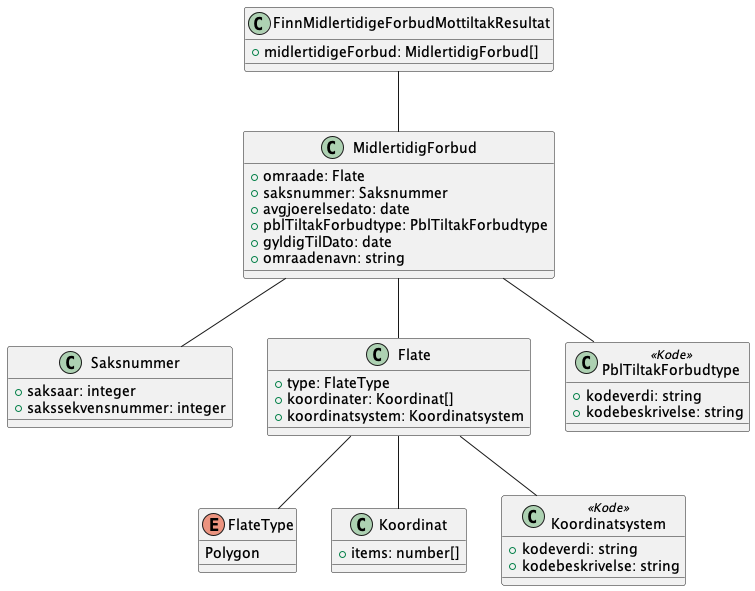 C FinnMidlertidigeForbudMottiltakResultat
midlertidigeForbud: MidlertidigForbud[]
C MidlertidigForbud
omraade: Flate
saksnummer: Saksnummer
avgjoerelsedato: date
pblTiltakForbudtype: PblTiltakForbudtype
gyldigTilDato: date
omraadenavn: string
C Saksnummer
saksaar: integer
sakssekvensnummer: integer
C Flate
type: FlateType
koordinater: Koordinat[]
koordinatsystem: Koordinatsystem
«Kode»
C PblTiltakForbudtype
kodeverdi: string
kodebeskrivelse: string
E FlateType
Polygon
C Koordinat
items: number[]
«Kode»
C Koordinatsystem
kodeverdi: string
kodebeskrivelse: string